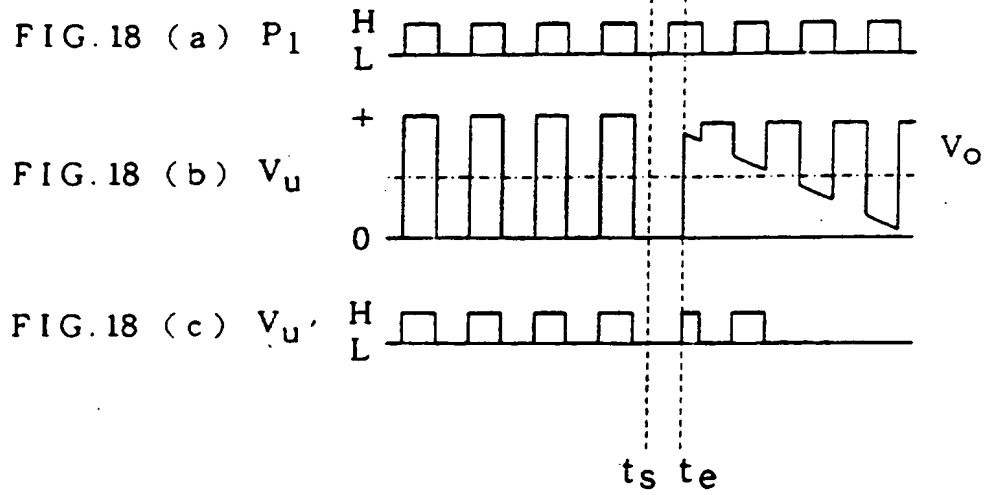 FIG.18 (a) P1 H
L
+
FIG.18 (b) Vu Vo
0
FIG.18 (c) Vu' H
L
ts te